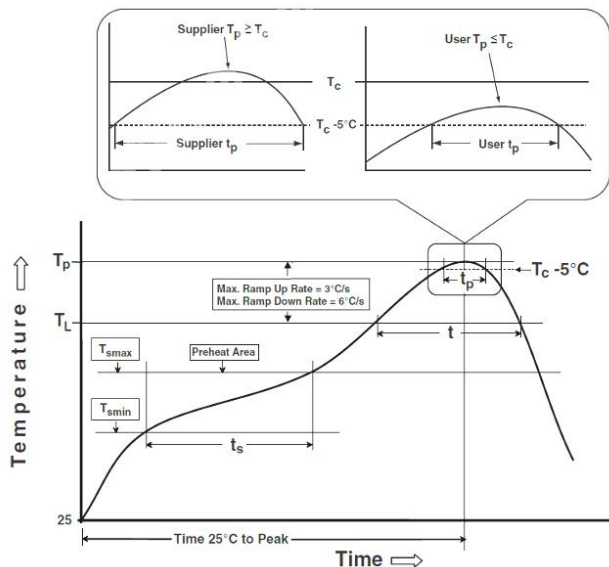 Supplier Tp ≥ Tc
User Tp ≤ Tc
Tc
Tc -5°C
Supplier tp
User tp
Tp
Tc -5°C
tp
Max. Ramp Up Rate = 3°C/s
Max. Ramp Down Rate = 6°C/s
TL
t
Tsmax
Preheat Area
Tsmin
ts
Temperature
25
Time 25°C to Peak
Time